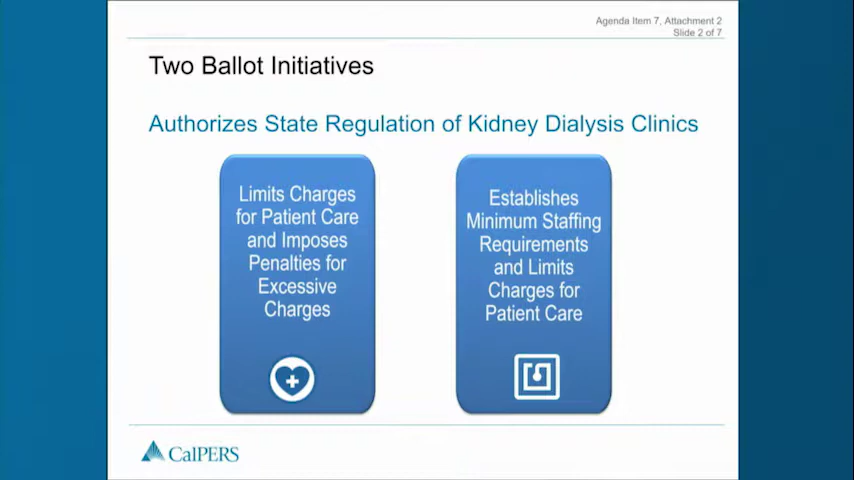 Agenda Item 7, Attachment 2
Slide 2 of 7
Two Ballot Initiatives
Authorizes State Regulation of Kidney Dialysis Clinics
Limits Charges
for Patient Care
and Imposes
Penalties for
Excessive
Charges
Establishes
Minimum Staffing
Requirements
and Limits
Charges for
Patient Care
CalPERS